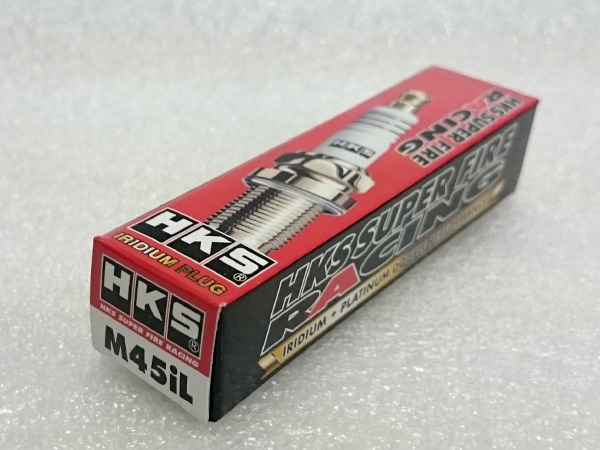 HKS SUPER FIRE
RACING
HKS
HKS®
IRIDIUM PLUG
HKS SUPER FIRE
RACING
IRIDIUM + PLATINUM
HKS®
HKS SUPER FIRE RACING
M45iL